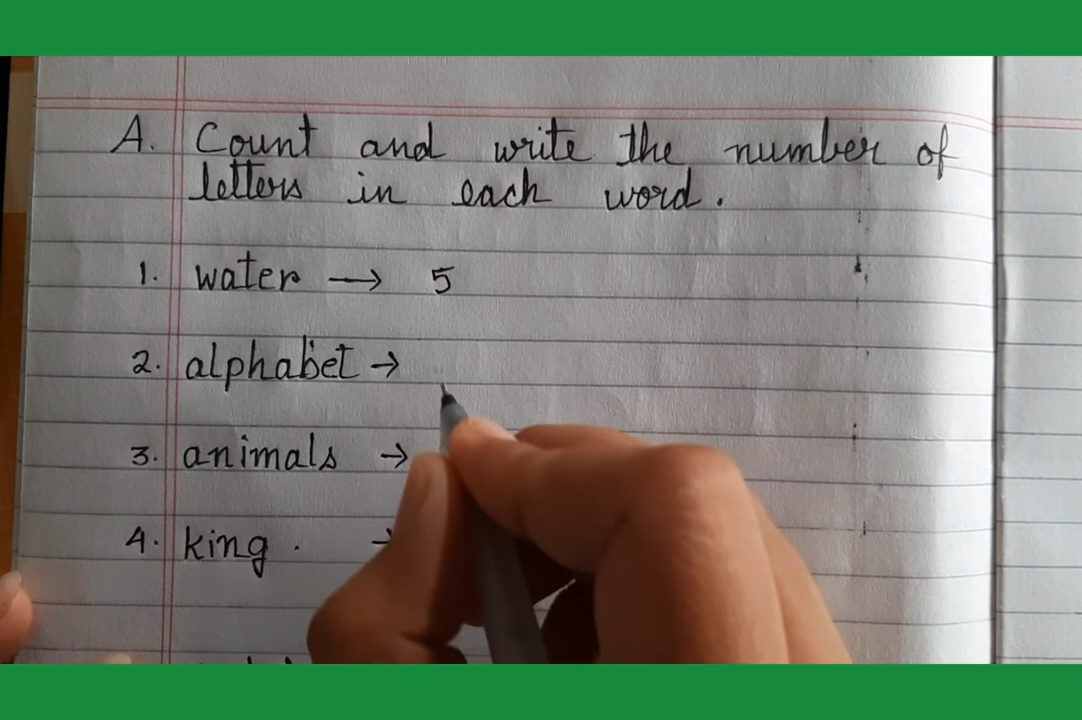 A. Count and write the number of
letters in each word.
1. water → 5
2. alphabet →
3. animals →
4. king. →